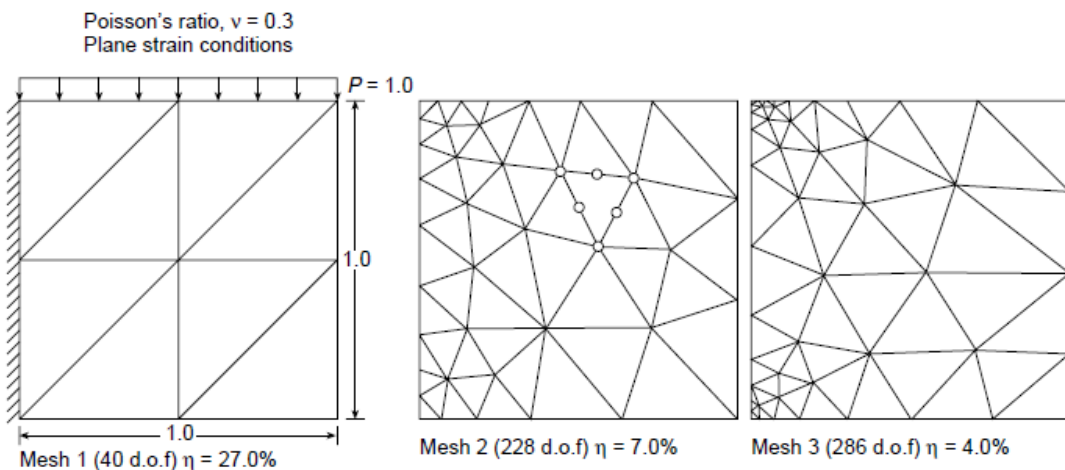 Poisson's ratio, ν = 0.3
Plane strain conditions
P = 1.0
1.0
1.0
Mesh 1 (40 d.o.f) η = 27.0%
Mesh 2 (228 d.o.f) η = 7.0%
Mesh 3 (286 d.o.f) η = 4.0%